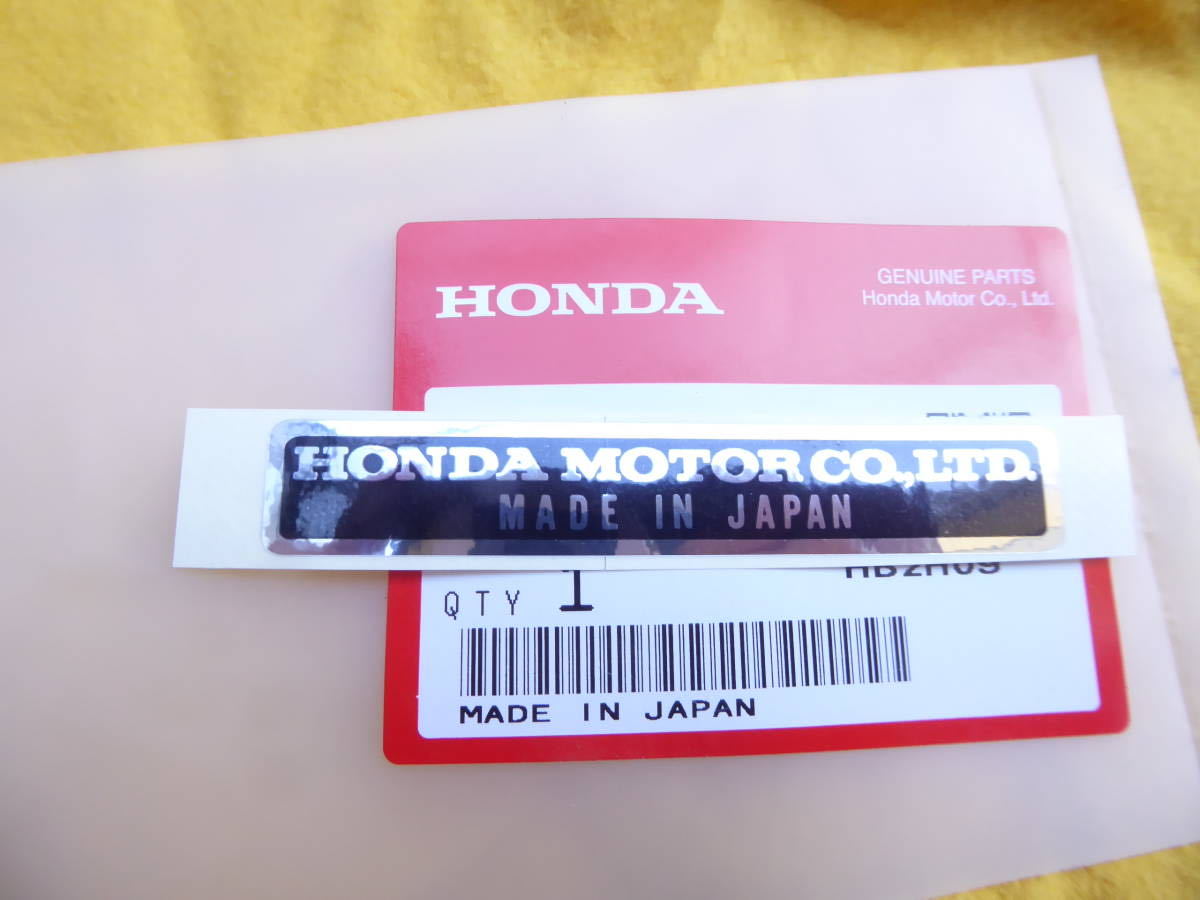 HONDA
GENUINE PARTS
Honda Motor Co., Ltd.
HONDA MOTOR CO.,LTD.
MADE IN JAPAN
QTY 1
HB2H09
MADE IN JAPAN